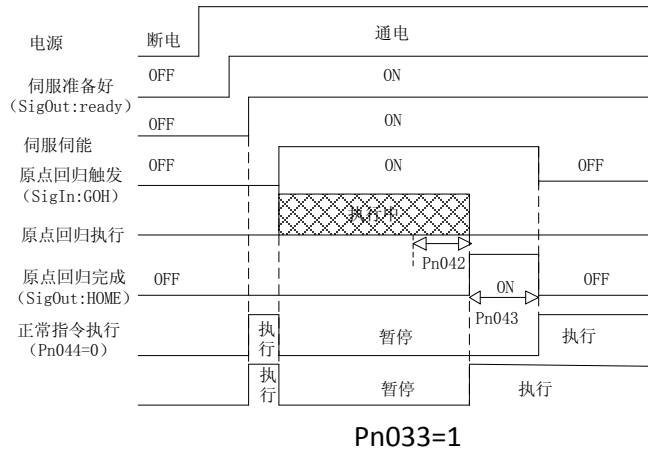 电源 断电 通电
OFF ON
伺服准备好
(SigOut:ready)
OFF ON
伺服伺能
原点回归触发 OFF ON OFF
(SigIn:GOH)
执行中
原点回归执行
Pn042
原点回归完成 OFF ON OFF
(SigOut:HOME)
Pn043
正常指令执行 执行 暂停 执行
(Pn044=0)
执行 暂停 执行
Pn033=1